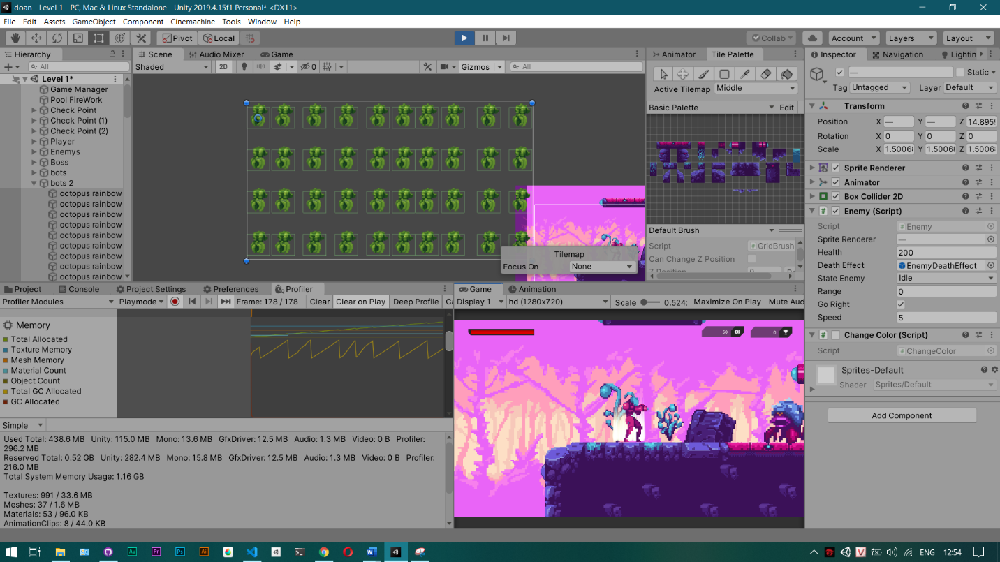 doan - Level 1 - PC, Mac & Linux Standalone - Unity 2019.4.15f1 Personal* <DX11>
File Edit Assets GameObject Component Cinemachine Tools Window Help
Pivot Local Collab Account Layers Layout
Hierarchy
All
Level 1*
Game Manager
Pool FireWork
Check Point
Check Point (1)
Check Point (2)
Player
Enemys
Boss
bots
bots 2
octopus rainbow
octopus rainbow
octopus rainbow
octopus rainbow
octopus rainbow
octopus rainbow
octopus rainbow
octopus rainbow
octopus rainbow
Scene Audio Mixer Game
Shaded 2D 0 Gizmos All
Tilemap
Focus On None
Animator Tile Palette
Active Tilemap Middle
Basic Palette Edit
Default Brush
Script GridBrush
Can Change Z Position
Z Position 0
Inspector Navigation Lightin
— Static
Tag Untagged Layer Default
Transform
Position X — Y — Z 14.895
Rotation X 0 Y 0 Z 0
Scale X 1.5006 Y 1.5006 Z 1.5006
Sprite Renderer
Animator
Box Collider 2D
Enemy (Script)
Script Enemy
Sprite Renderer —
Health 200
Death Effect EnemyDeathEffect
State Enemy Idle
Range 0
Go Right
Speed 5
Change Color (Script)
Script ChangeColor
Sprites-Default
Shader Sprites/Default
Add Component
Project Console Project Settings Preferences Profiler
Profiler Modules Playmode Frame: 178 / 178 Clear Clear on Play Deep Profile Ca
Memory
Total Allocated
Texture Memory
Mesh Memory
Material Count
Object Count
Total GC Allocated
GC Allocated
Simple
Used Total: 438.6 MB Unity: 115.0 MB Mono: 13.6 MB GfxDriver: 12.5 MB Audio: 1.3 MB Video: 0 B Profiler:
296.2 MB
Reserved Total: 0.52 GB Unity: 282.4 MB Mono: 15.8 MB GfxDriver: 12.5 MB Audio: 1.3 MB Video: 0 B Profiler:
216.0 MB
Total System Memory Usage: 1.16 GB
Textures: 991 / 33.6 MB
Meshes: 37 / 1.6 MB
Materials: 53 / 96.0 KB
AnimationClips: 8 / 44.0 KB
Game Animation
Display 1 hd (1280x720) Scale 0.524 Maximize On Play Mute Aud
50 0
Au Pr Ps Ai W V ENG 12:54